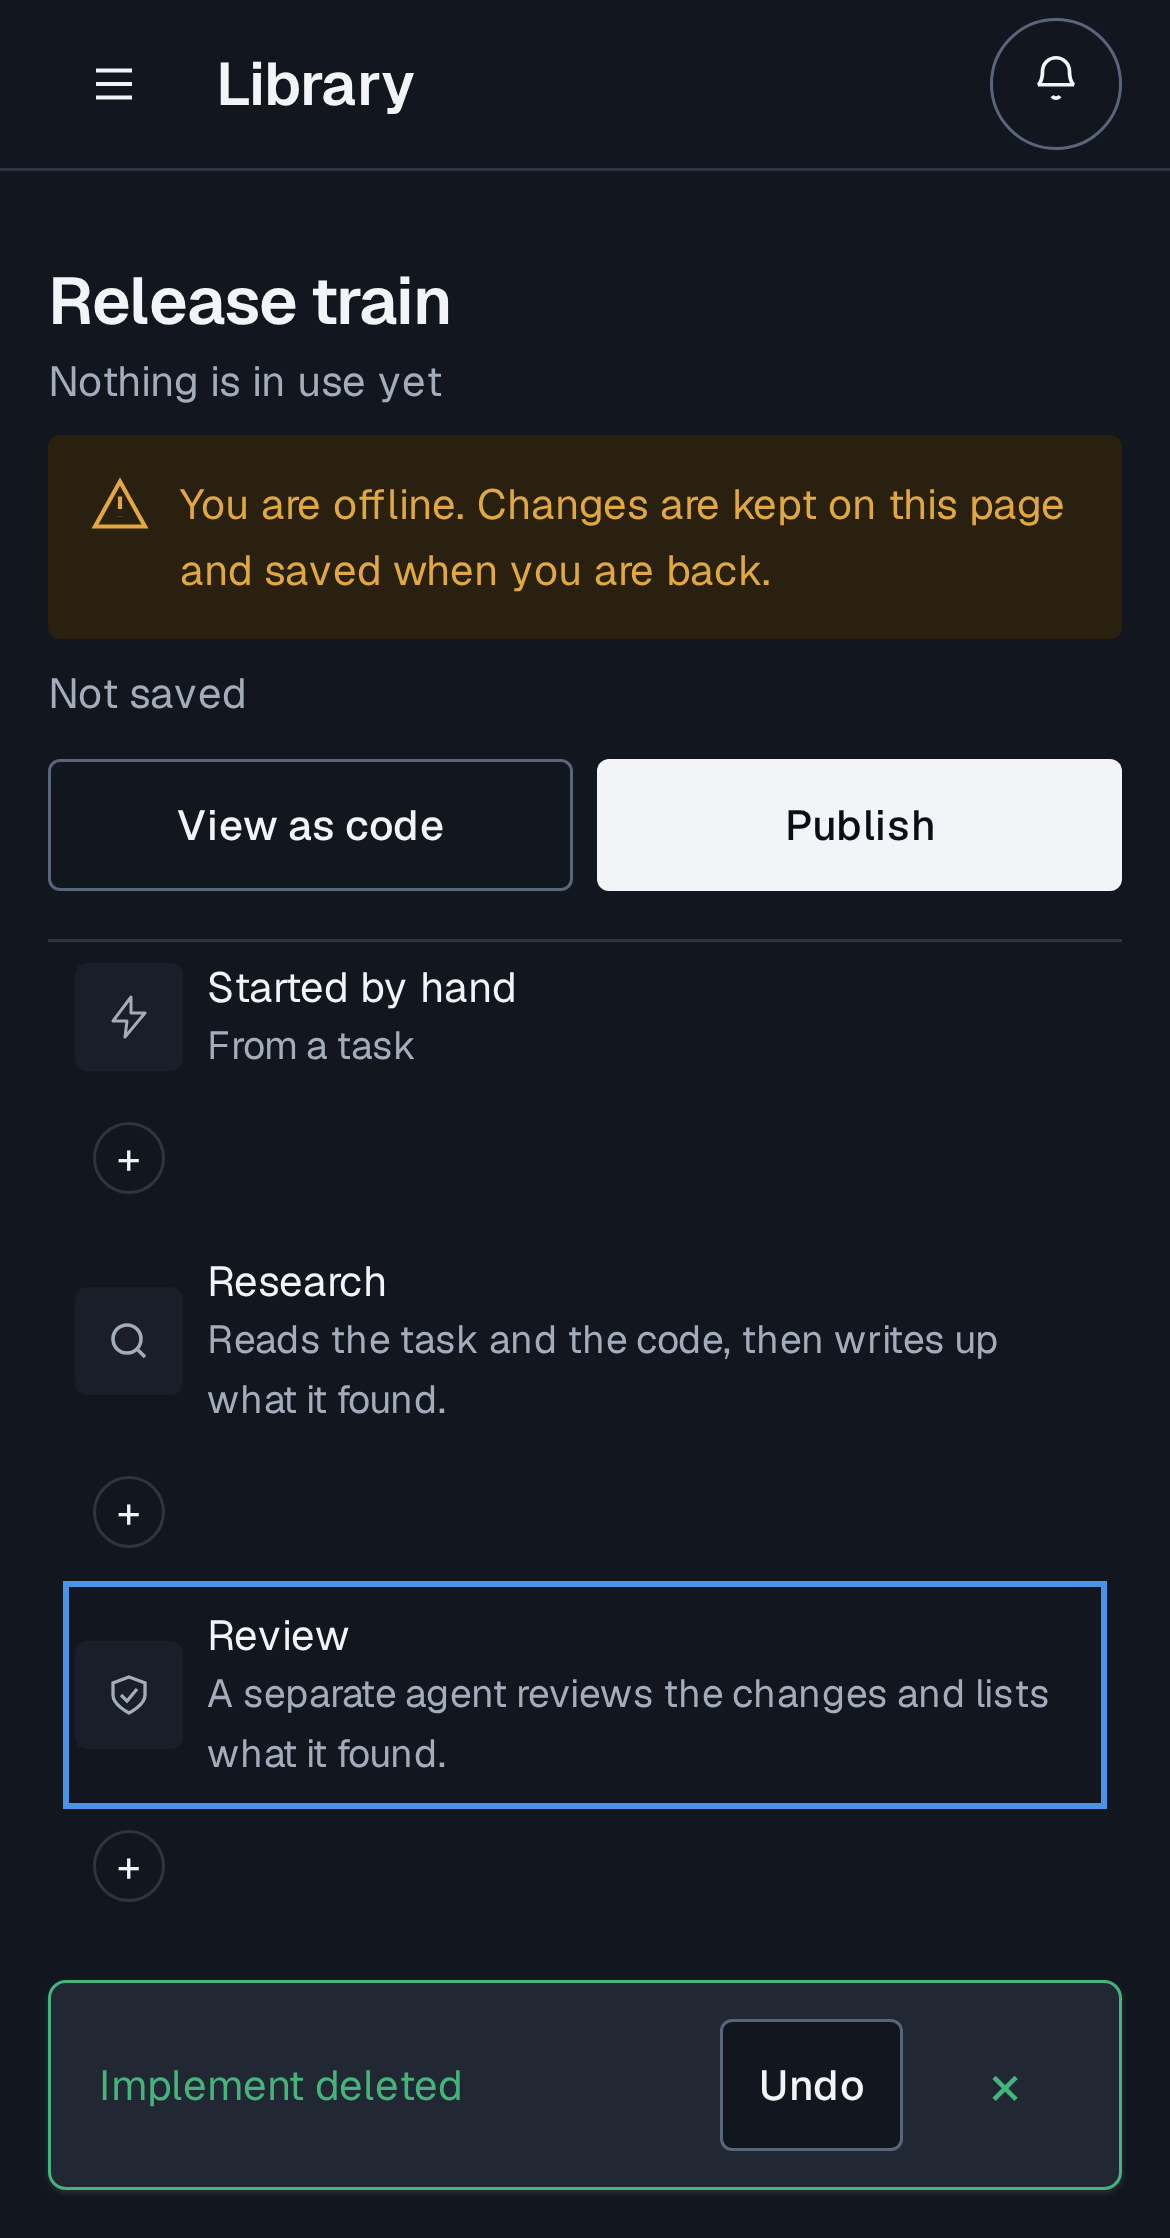 Library
Release train
Nothing is in use yet
You are offline. Changes are kept on this page
and saved when you are back.
Not saved
View as code
Publish
Started by hand
From a task
+
Research
Reads the task and the code, then writes up
what it found.
+
Review
A separate agent reviews the changes and lists
what it found.
+
Implement deleted
Undo
×